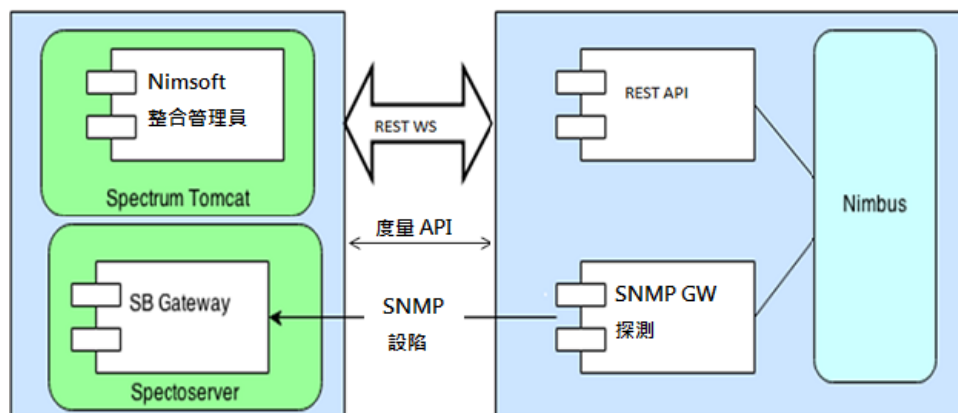 Nimsoft
整合管理員
Spectrum Tomcat
SB Gateway
Spectoserver
REST WS
度量 API
SNMP
設陷
REST API
SNMP GW
探測
Nimbus